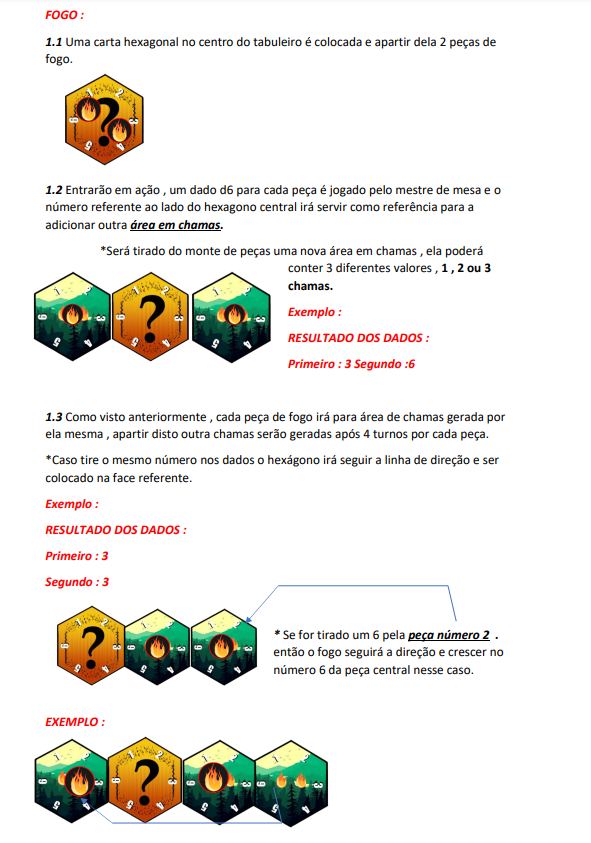 FOGO :
1.1 Uma carta hexagonal no centro do tabuleiro é colocada e apartir dela 2 peças de
fogo.
1 2 3 4 5 6
?
1.2 Entrarão em ação , um dado d6 para cada peça é jogado pelo mestre de mesa e o
número referente ao lado do hexagono central irá servir como referência para a
adicionar outra área em chamas.
*Será tirado do monte de peças uma nova área em chamas , ela poderá
conter 3 diferentes valores , 1 , 2 ou 3
chamas.
?
Exemplo :
RESULTADO DOS DADOS :
Primeiro : 3 Segundo :6
1.3 Como visto anteriormente , cada peça de fogo irá para área de chamas gerada por
ela mesma , apartir disto outra chamas serão geradas após 4 turnos por cada peça.
*Caso tire o mesmo número nos dados o hexágono irá seguir a linha de direção e ser
colocado na face referente.
Exemplo :
RESULTADO DOS DADOS :
Primeiro : 3
Segundo : 3
?
* Se for tirado um 6 pela peça número 2 .
então o fogo seguirá a direção e crescer no
número 6 da peça central nesse caso.
EXEMPLO :
?